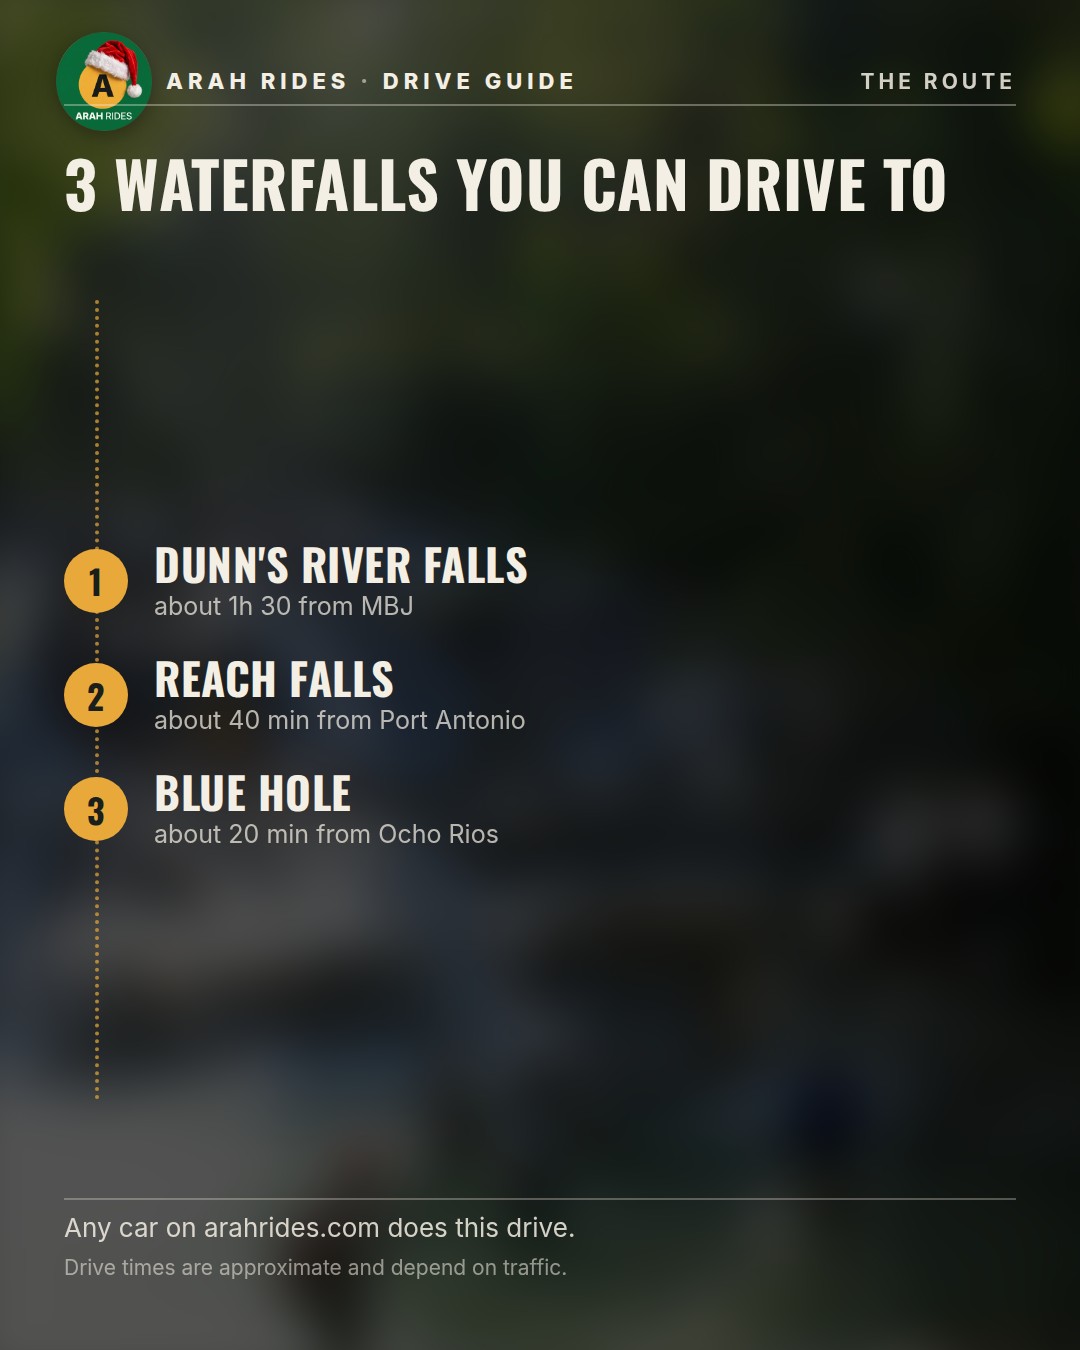 A
ARAH RIDES
ARAH RIDES · DRIVE GUIDE
THE ROUTE
3 WATERFALLS YOU CAN DRIVE TO
1
DUNN'S RIVER FALLS
about 1h 30 from MBJ
2
REACH FALLS
about 40 min from Port Antonio
3
BLUE HOLE
about 20 min from Ocho Rios
Any car on arahrides.com does this drive.
Drive times are approximate and depend on traffic.